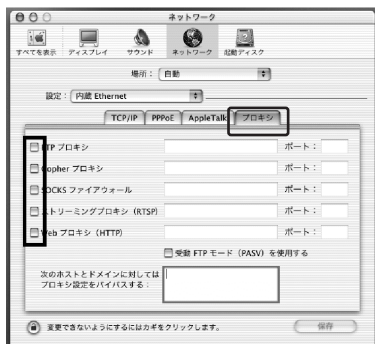 ネットワーク
すべてを表示 ディスプレイ サウンド ネットワーク 起動ディスク
場所： 自動
設定： 内蔵 Ethernet
TCP/IP PPPoE AppleTalk プロキシ
FTP プロキシ ポート：
Gopher プロキシ ポート：
SOCKS ファイアウォール ポート：
ストリーミングプロキシ（RTSP） ポート：
Web プロキシ（HTTP） ポート：
受動 FTP モード（PASV）を使用する
次のホストとドメインに対しては
プロキシ設定をバイパスする：
変更できないようにするにはカギをクリックします。 保存